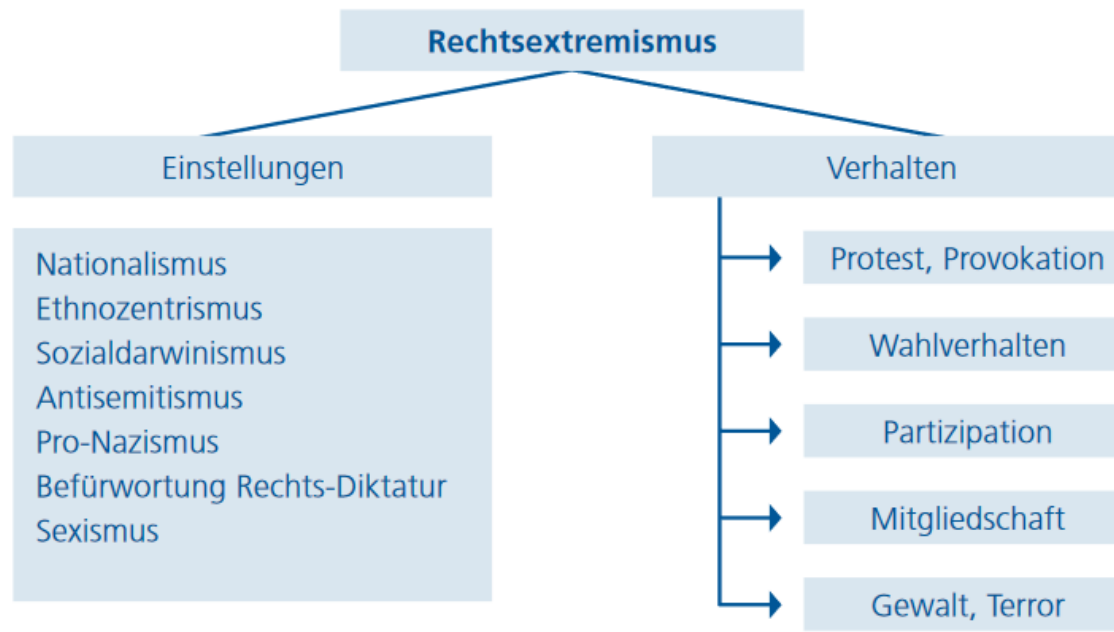 Rechtsextremismus
Einstellungen
Nationalismus
Ethnozentrismus
Sozialdarwinismus
Antisemitismus
Pro-Nazismus
Befürwortung Rechts-Diktatur
Sexismus
Verhalten
Protest, Provokation
Wahlverhalten
Partizipation
Mitgliedschaft
Gewalt, Terror